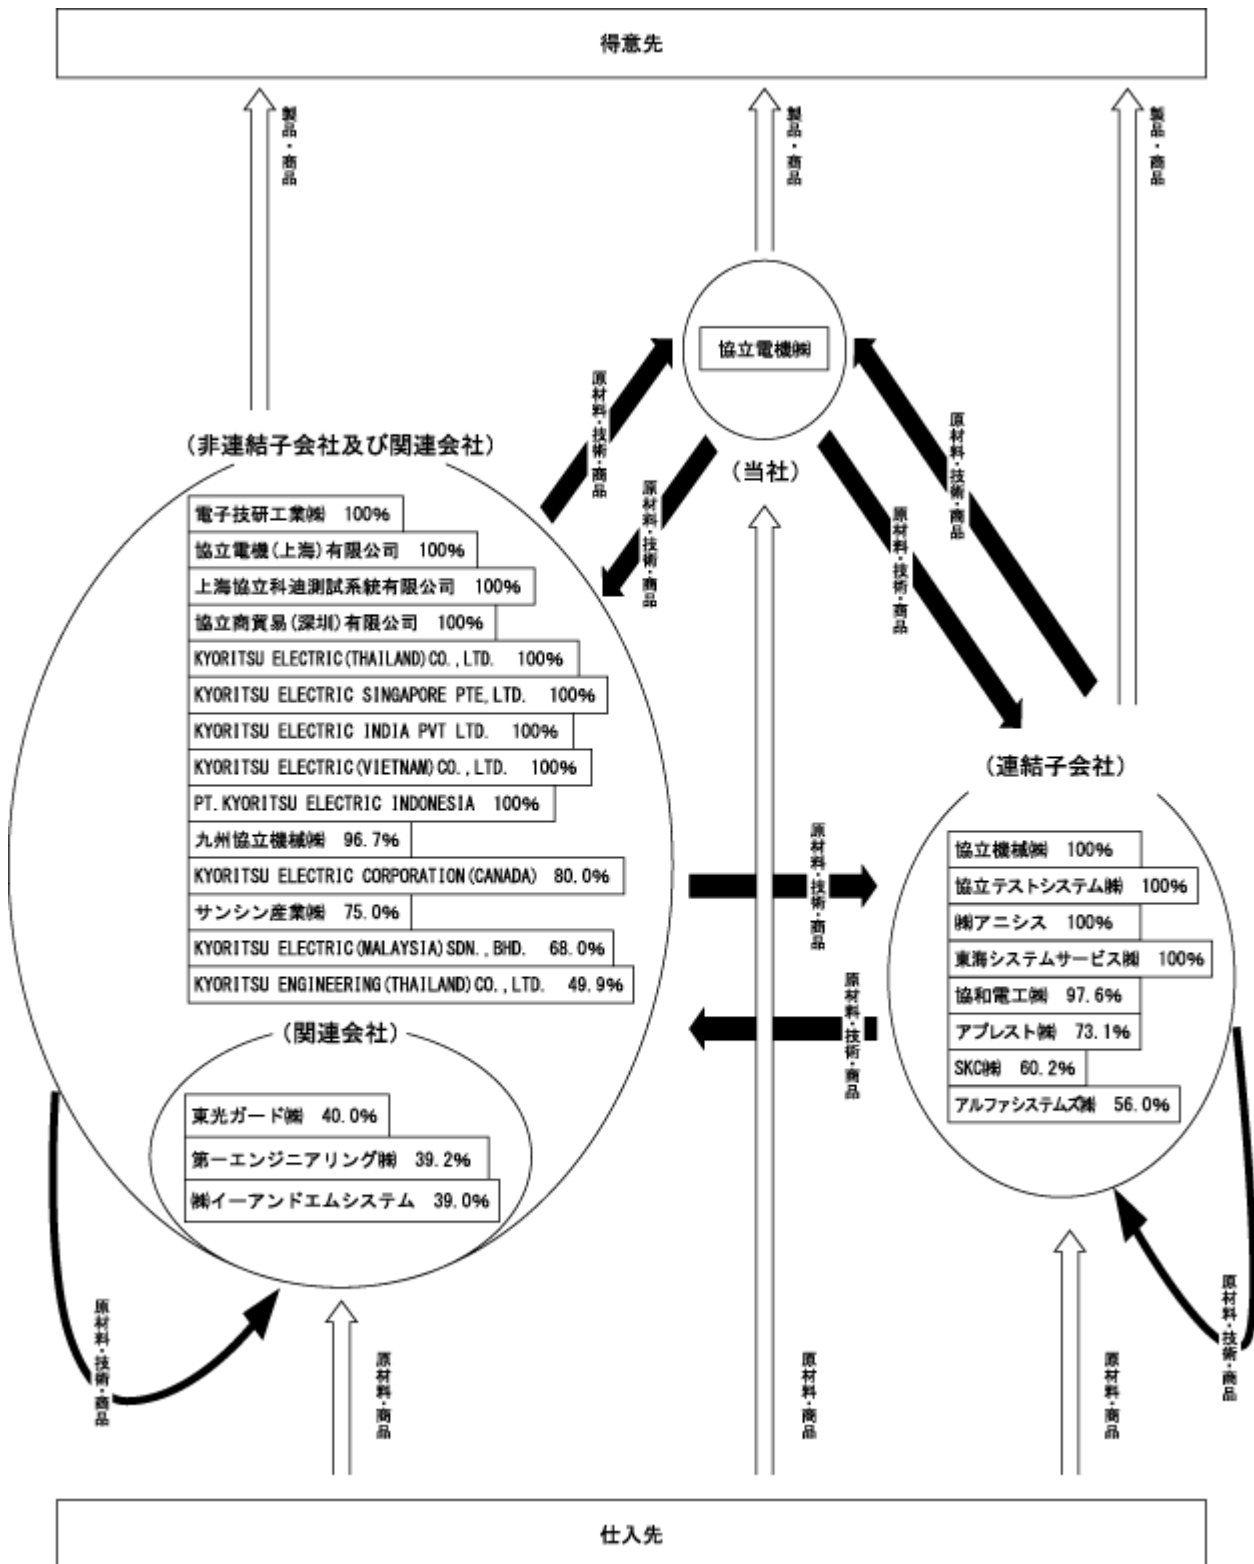 得意先
製品・商品
製品・商品
製品・商品
協立電機㈱
(当社)
原材料・技術・商品
原材料・技術・商品
原材料・技術・商品
原材料・技術・商品
(非連結子会社及び関連会社)
電子技研工業㈱ 100%
協立電機(上海)有限公司 100%
上海協立科迪測試系統有限公司 100%
協立商貿易(深圳)有限公司 100%
KYORITSU ELECTRIC(THAILAND)CO.,LTD. 100%
KYORITSU ELECTRIC SINGAPORE PTE,LTD. 100%
KYORITSU ELECTRIC INDIA PVT LTD. 100%
KYORITSU ELECTRIC(VIETNAM)CO.,LTD. 100%
PT.KYORITSU ELECTRIC INDONESIA 100%
九州協立機械㈱ 96.7%
KYORITSU ELECTRIC CORPORATION(CANADA) 80.0%
サンシン産業㈱ 75.0%
KYORITSU ELECTRIC(MALAYSIA)SDN.,BHD. 68.0%
KYORITSU ENGINEERING(THAILAND)CO.,LTD. 49.9%
(関連会社)
東光ガード㈱ 40.0%
第一エンジニアリング㈱ 39.2%
㈱イーアンドエムシステム 39.0%
原材料・技術・商品
原材料・技術・商品
(連結子会社)
協立機械㈱ 100%
協立テストシステム㈱ 100%
㈱アニシス 100%
東海システムサービス㈱ 100%
協和電工㈱ 97.6%
アプレスト㈱ 73.1%
SKC㈱ 60.2%
アルファシステムズ㈱ 56.0%
原材料・技術・商品
原材料・商品
原材料・商品
原材料・商品
原材料・技術・商品
仕入先